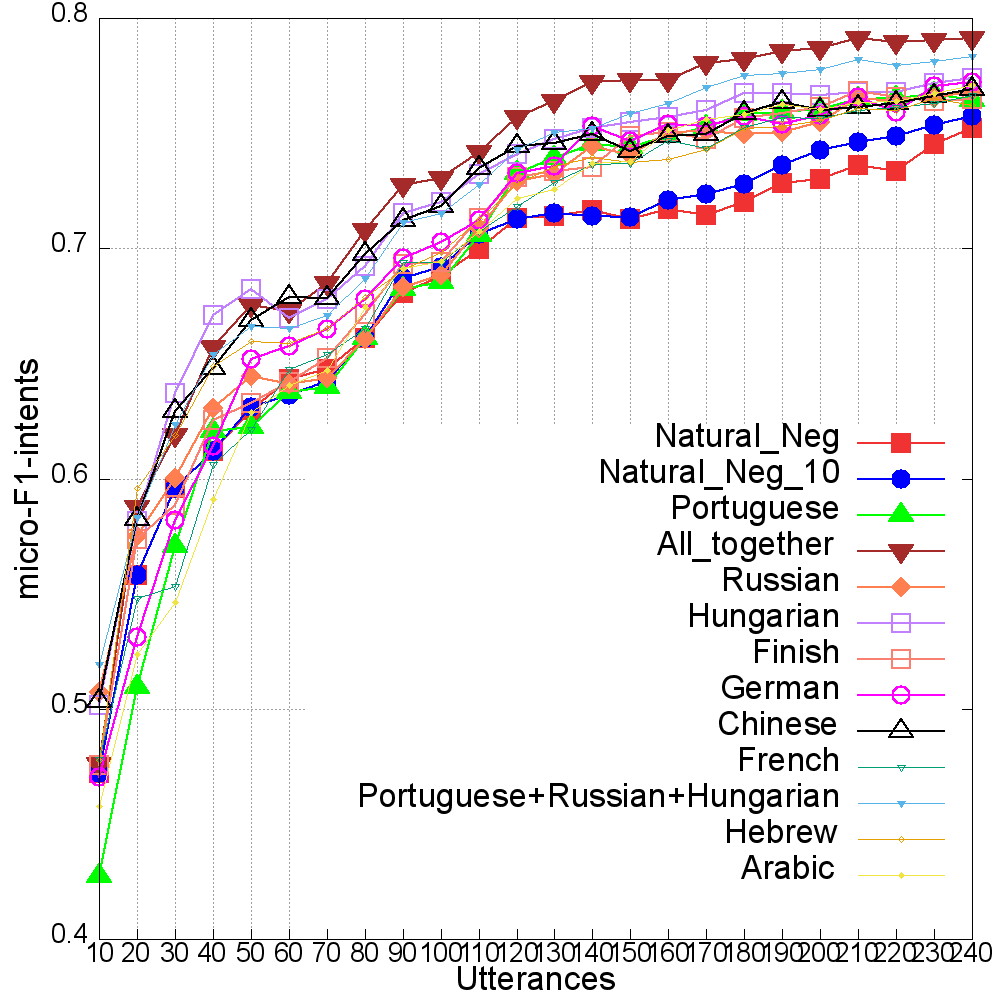 0.8
0.7
0.6
0.5
0.4
micro-F1-intents
Natural_Neg
Natural_Neg_10
Portuguese
All_together
Russian
Hungarian
Finish
German
Chinese
French
Portuguese+Russian+Hungarian
Hebrew
Arabic
10 20 30 40 50 60 70 80 90 100 110 120 130 140 150 160 170 180 190 200 210 220 230 240
Utterances